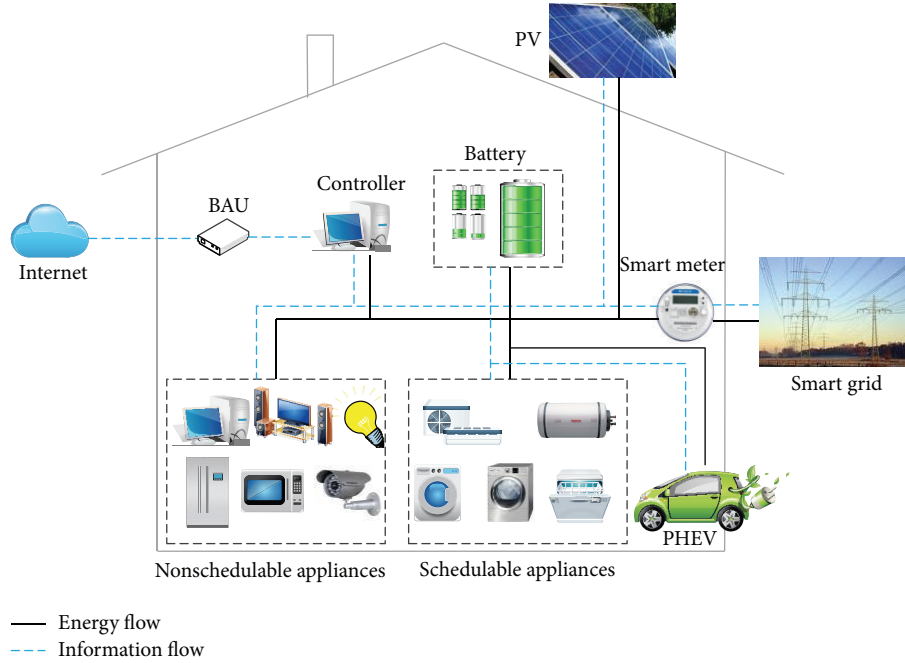 PV
Battery
Controller
BAU
Internet
Smart meter
Smart grid
PHEV
Nonschedulable appliances
Schedulable appliances
Energy flow
Information flow